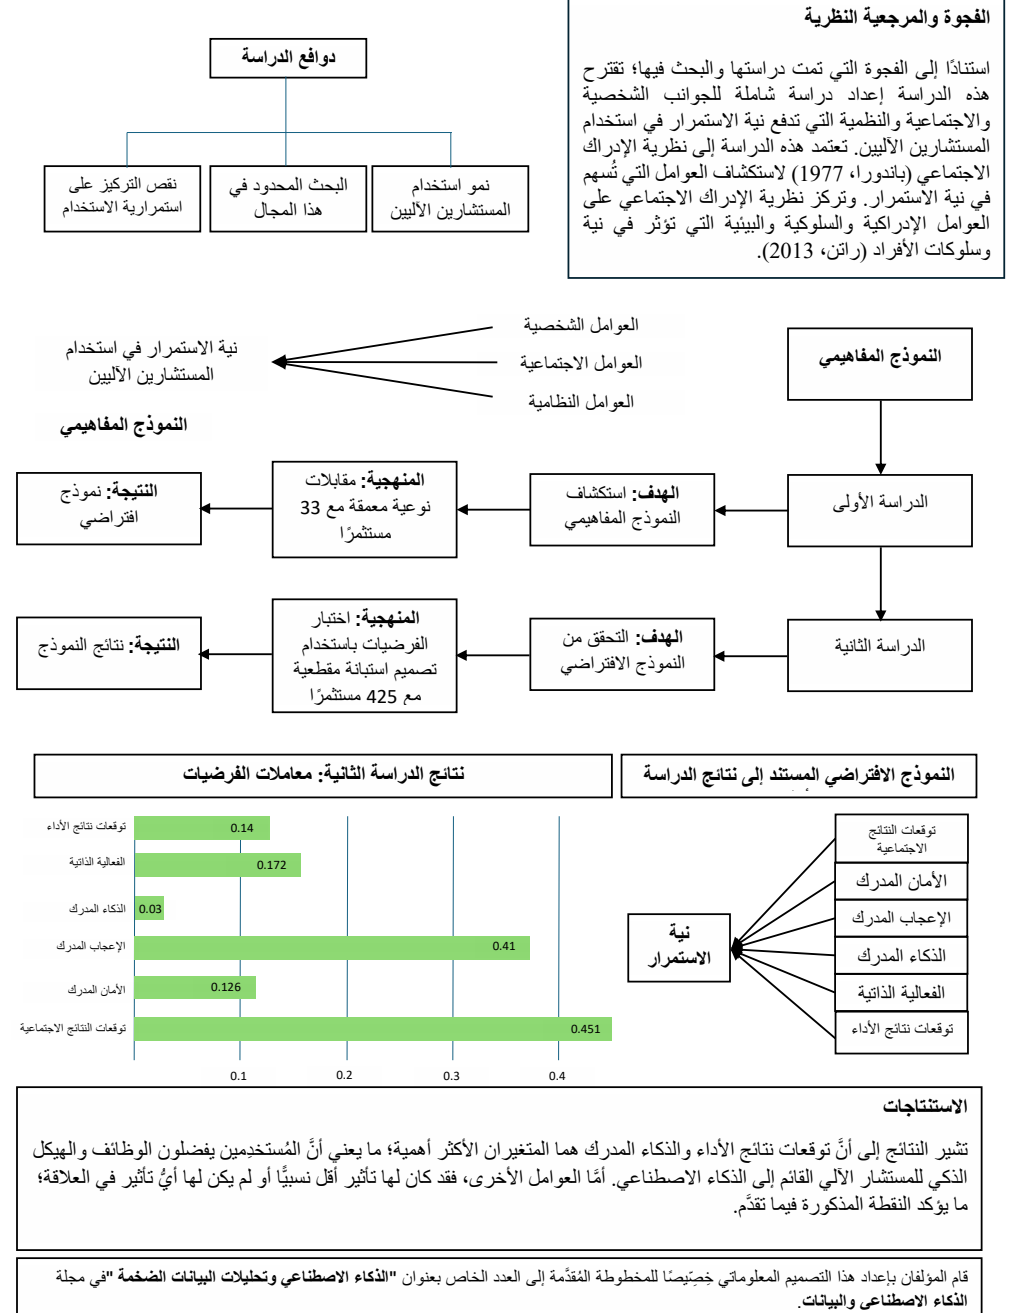 الفجوة والمرجعية النظرية
استنادًا إلى الفجوة التي تمت دراستها والبحث فيها؛ تقترح
هذه الدراسة إعداد دراسة شاملة للجوانب الشخصية
والاجتماعية والنظمية التي تدفع نية الاستمرار في استخدام
المستشارين الآليين. تعتمد هذه الدراسة إلى نظرية الإدراك
الاجتماعي (باندورا، 1977) لاستكشاف العوامل التي تُسهم
في نية الاستمرار. وتركز نظرية الإدراك الاجتماعي على
العوامل الإدراكية والسلوكية والبيئية التي تؤثر في نية
وسلوكات الأفراد (راتن، 2013).
دوافع الدراسة
نمو استخدام
المستشارين الآليين
البحث المحدود في
هذا المجال
نقص التركيز على
استمرارية الاستخدام
النموذج المفاهيمي
العوامل الشخصية
العوامل الاجتماعية
العوامل النظامية
نية الاستمرار في استخدام
المستشارين الآليين
النموذج المفاهيمي
الدراسة الأولى
الهدف: استكشاف
النموذج المفاهيمي
المنهجية: مقابلات
نوعية معمقة مع 33
مستثمرًا
النتيجة: نموذج
افتراضي
الدراسة الثانية
الهدف: التحقق من
النموذج الافتراضي
المنهجية: اختبار
الفرضيات باستخدام
تصميم استبانة مقطعية
مع 425 مستثمرًا
النتيجة: نتائج النموذج
النموذج الافتراضي المستند إلى نتائج الدراسة
توقعات النتائج
الاجتماعية
الأمان المدرك
الإعجاب المدرك
الذكاء المدرك
الفعالية الذاتية
توقعات نتائج الأداء
نية
الاستمرار
نتائج الدراسة الثانية: معاملات الفرضيات
توقعات نتائج الأداء 0.14
الفعالية الذاتية 0.172
الذكاء المدرك 0.03
الإعجاب المدرك 0.41
الأمان المدرك 0.126
توقعات النتائج الاجتماعية 0.451
0.1 0.2 0.3 0.4
الاستنتاجات
تشير النتائج إلى أنَّ توقعات نتائج الأداء والذكاء المدرك هما المتغيران الأكثر أهمية؛ ما يعني أنَّ المُستخدِمين يفضلون الوظائف والهيكل
الذكي للمستشار الآلي القائم إلى الذكاء الاصطناعي. أمَّا العوامل الأخرى، فقد كان لها تأثير أقل نسبيًّا أو لم يكن لها أيُّ تأثير في العلاقة؛
ما يؤكد النقطة المذكورة فيما تقدَّم.
قام المؤلفان بإعداد هذا التصميم المعلوماتي خِصِّيصًا للمخطوطة المُقدَّمة إلى العدد الخاص بعنوان "الذكاء الاصطناعي وتحليلات البيانات الضخمة "في مجلة
الذكاء الاصطناعي والبيانات.